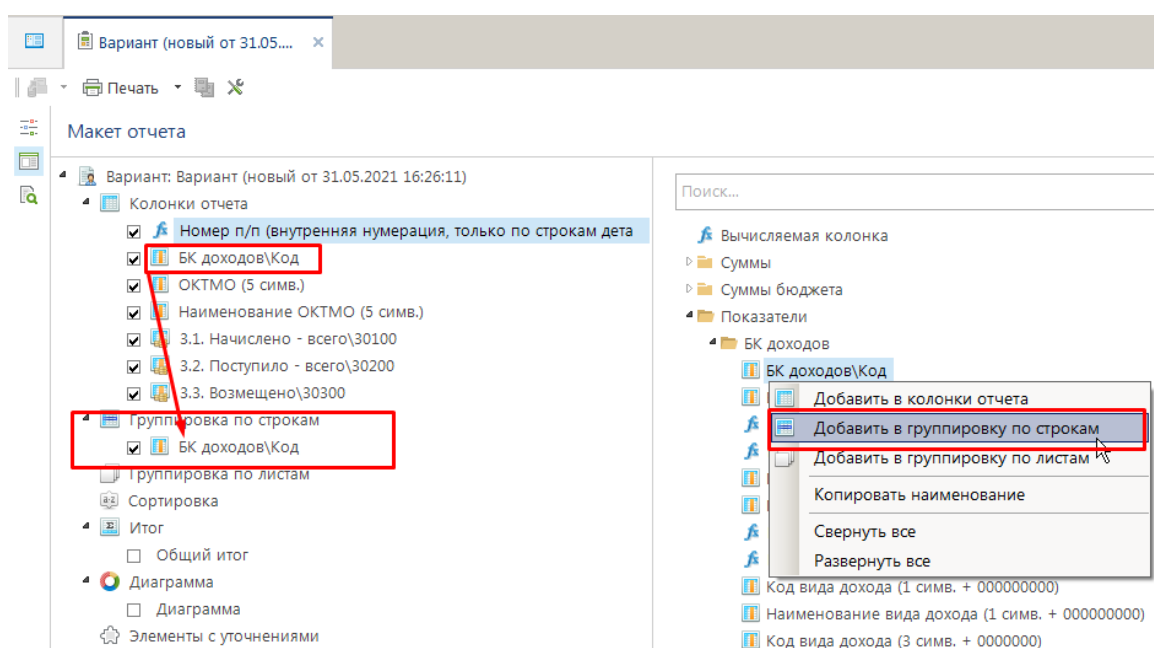 Вариант (новый от 31.05....
Печать
Макет отчета
Вариант: Вариант (новый от 31.05.2021 16:26:11)
Колонки отчета
Номер п/п (внутренняя нумерация, только по строкам дета
БК доходов\Код
ОКТМО (5 симв.)
Наименование ОКТМО (5 симв.)
3.1. Начислено - всего\30100
3.2. Поступило - всего\30200
3.3. Возмещено\30300
Группировка по строкам
БК доходов\Код
Группировка по листам
Сортировка
Итог
Общий итог
Диаграмма
Диаграмма
Элементы с уточнениями
Поиск...
Вычисляемая колонка
Суммы
Суммы бюджета
Показатели
БК доходов
БК доходов\Код
Добавить в колонки отчета
Добавить в группировку по строкам
Добавить в группировку по листам
Копировать наименование
Свернуть все
Развернуть все
Код вида дохода (1 симв. + 000000000)
Наименование вида дохода (1 симв. + 000000000)
Код вида дохода (3 симв. + 0000000)